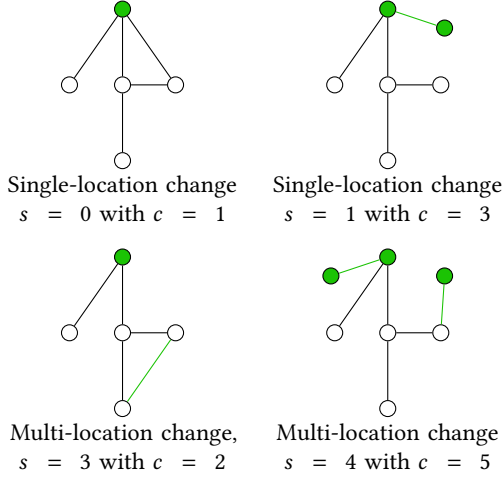 Single-location change
s = 0 with c = 1
Single-location change
s = 1 with c = 3
Multi-location change,
s = 3 with c = 2
Multi-location change
s = 4 with c = 5